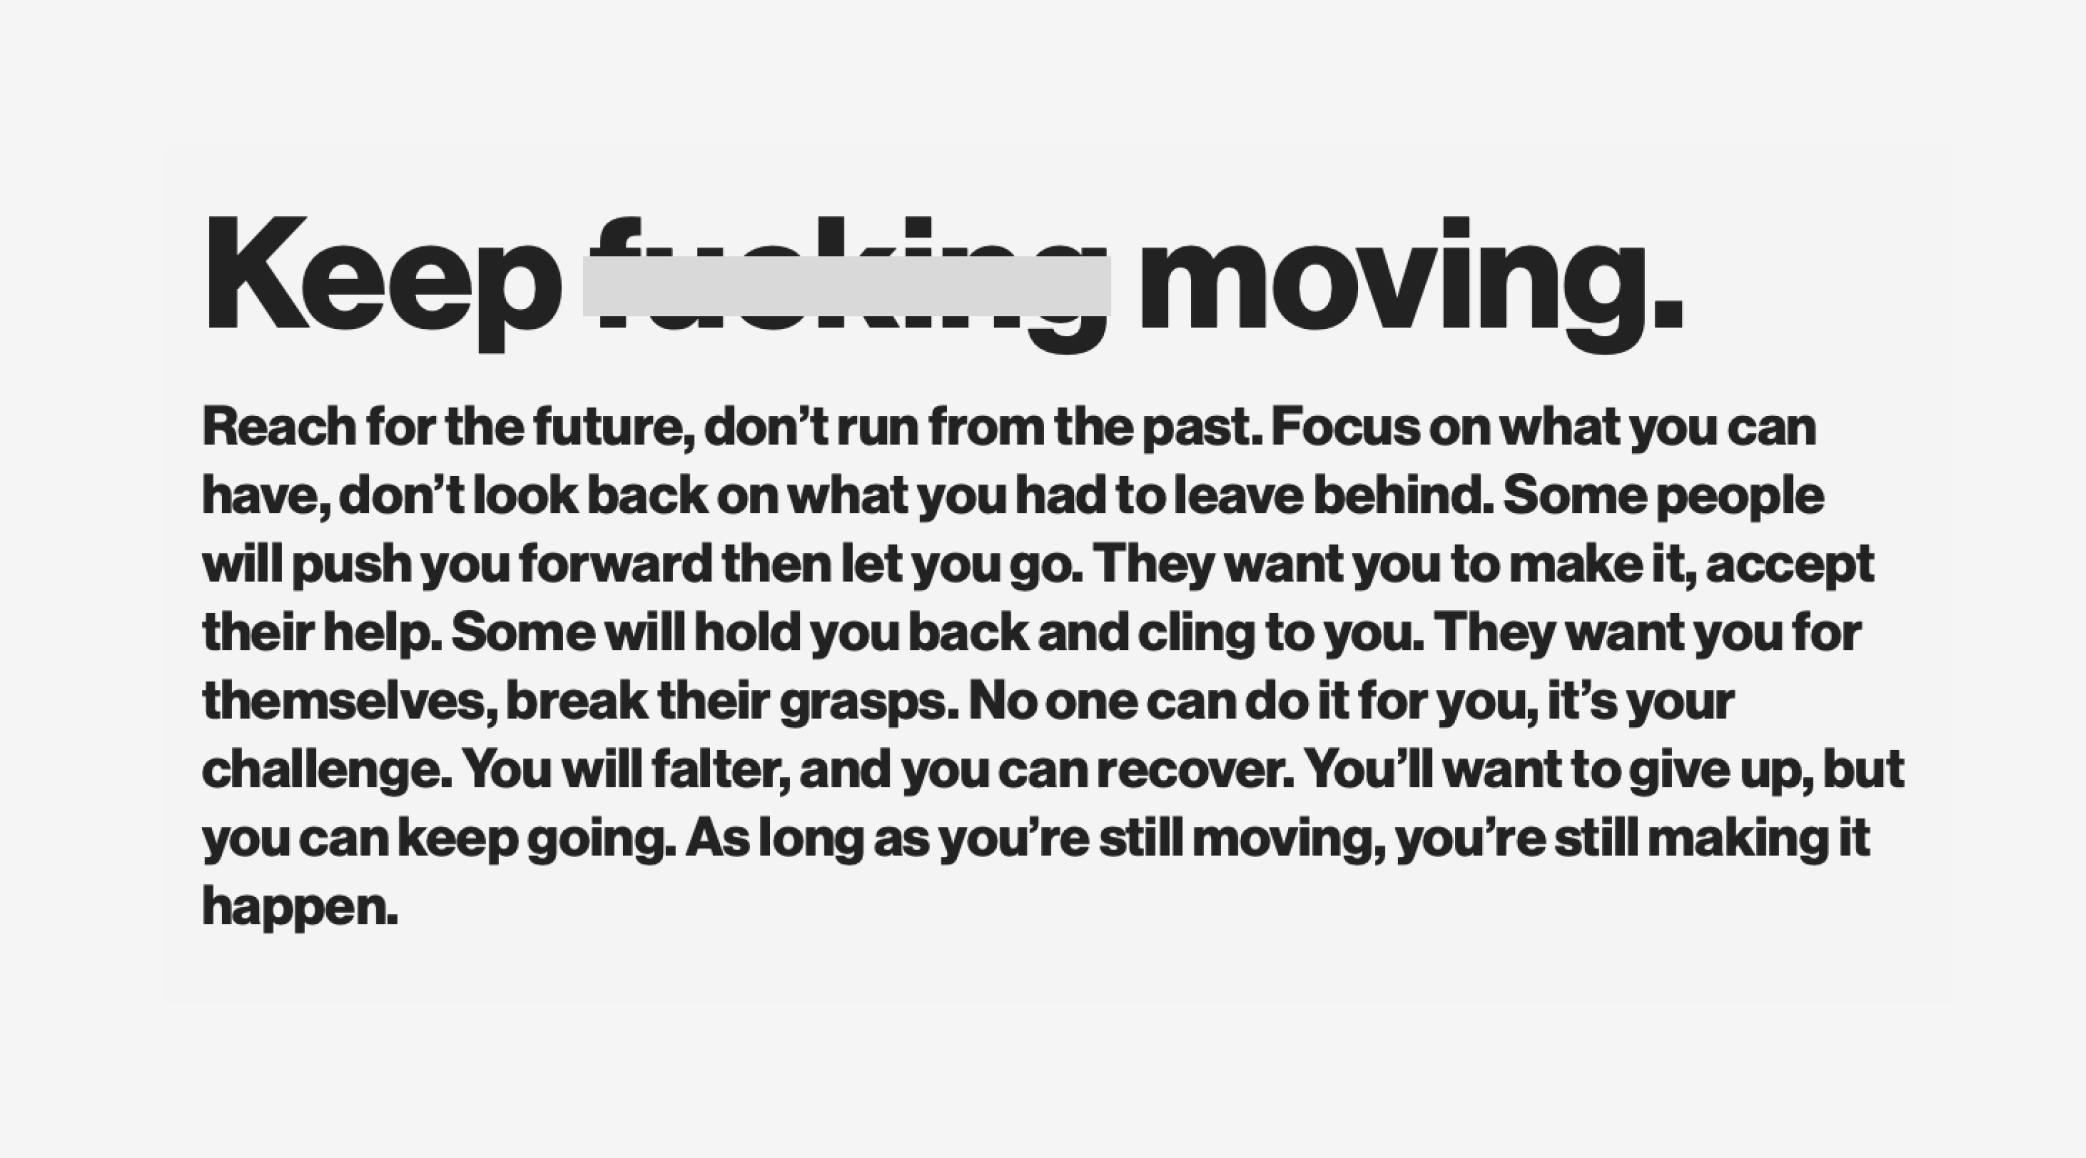 Keep fucking moving.
Reach for the future, don’t run from the past. Focus on what you can
have, don’t look back on what you had to leave behind. Some people
will push you forward then let you go. They want you to make it, accept
their help. Some will hold you back and cling to you. They want you for
themselves, break their grasps. No one can do it for you, it’s your
challenge. You will falter, and you can recover. You’ll want to give up, but
you can keep going. As long as you’re still moving, you’re still making it
happen.